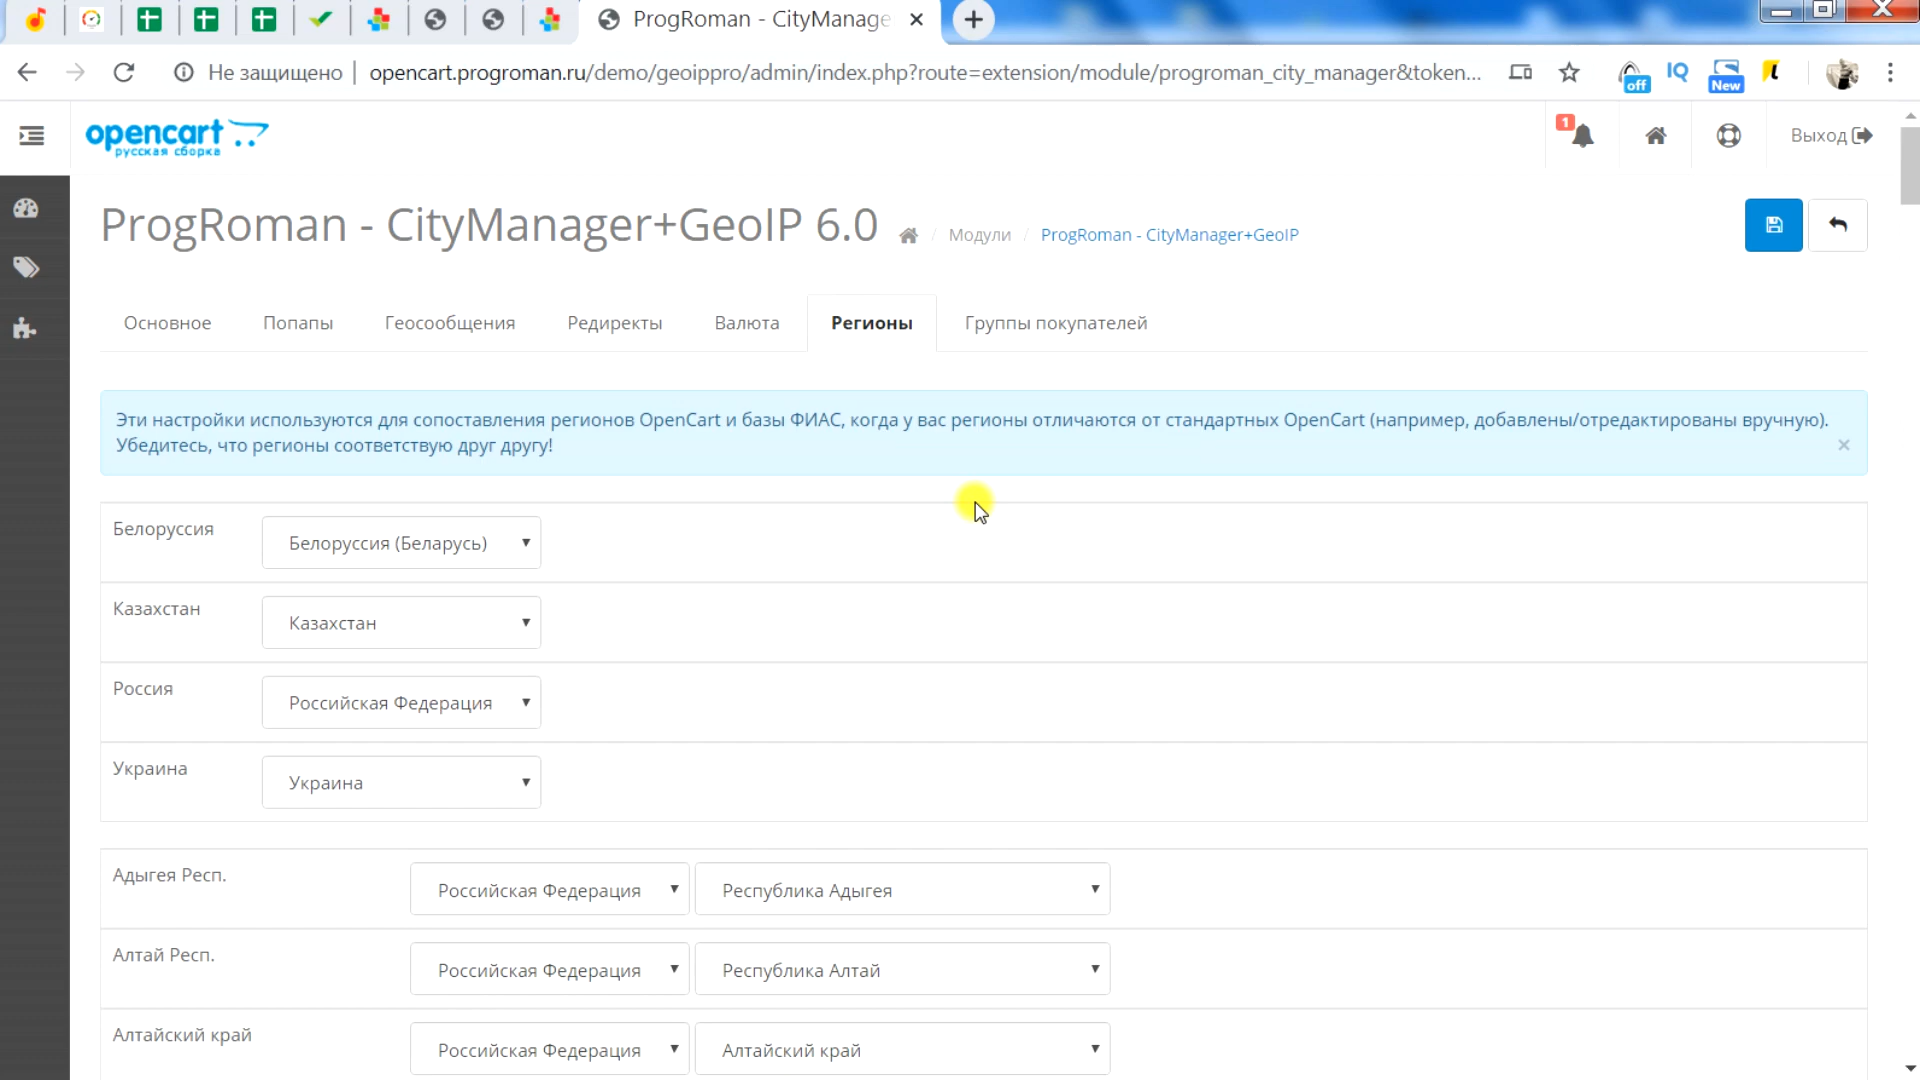 ProgRoman - CityManage
Не защищено | opencart.progroman.ru/demo/geoippro/admin/index.php?route=extension/module/progroman_city_manager&token...
off
IQ
New
opencart
русская сборка
1
Выход
ProgRoman - CityManager+GeoIP 6.0
/ Модули / ProgRoman - CityManager+GeoIP
Основное Попапы Геосообщения Редиректы Валюта Регионы Группы покупателей
Эти настройки используются для сопоставления регионов OpenCart и базы ФИАС, когда у вас регионы отличаются от стандартных OpenCart (например, добавлены/отредактированы вручную).
Убедитесь, что регионы соответствую друг другу!
Белоруссия Белоруссия (Беларусь)
Казахстан Казахстан
Россия Российская Федерация
Украина Украина
Адыгея Респ. Российская Федерация Республика Адыгея
Алтай Респ. Российская Федерация Республика Алтай
Алтайский край Российская Федерация Алтайский край